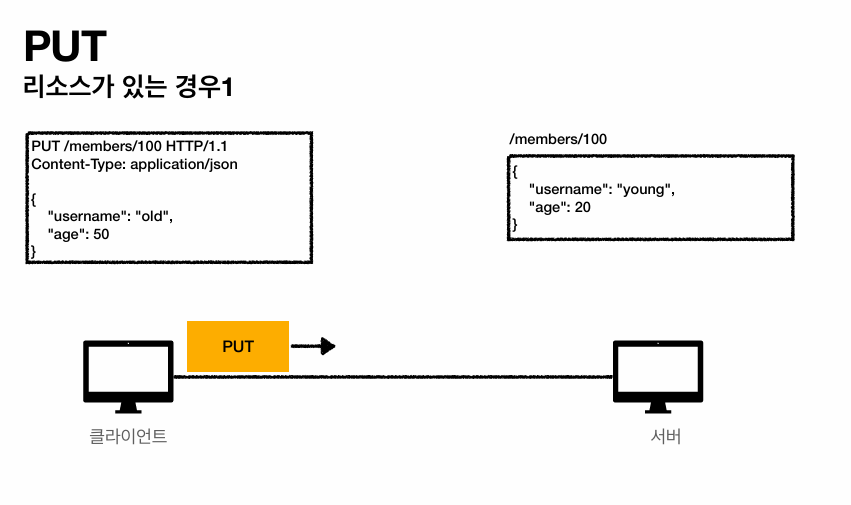 PUT
리소스가 있는 경우1
PUT /members/100 HTTP/1.1
Content-Type: application/json
{
"username": "old",
"age": 50
}
/members/100
{
"username": "young",
"age": 20
}
PUT
클라이언트
서버